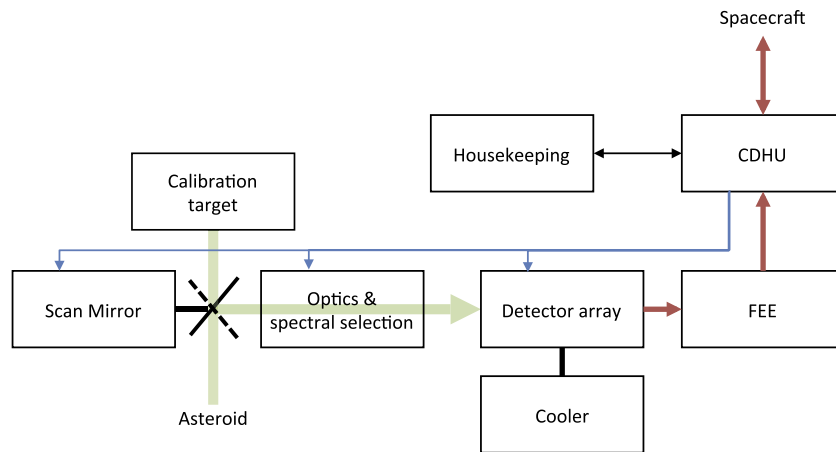 Spacecraft
Housekeeping
CDHU
Calibration
target
Scan Mirror
Optics &
spectral selection
Detector array
FEE
Asteroid
Cooler